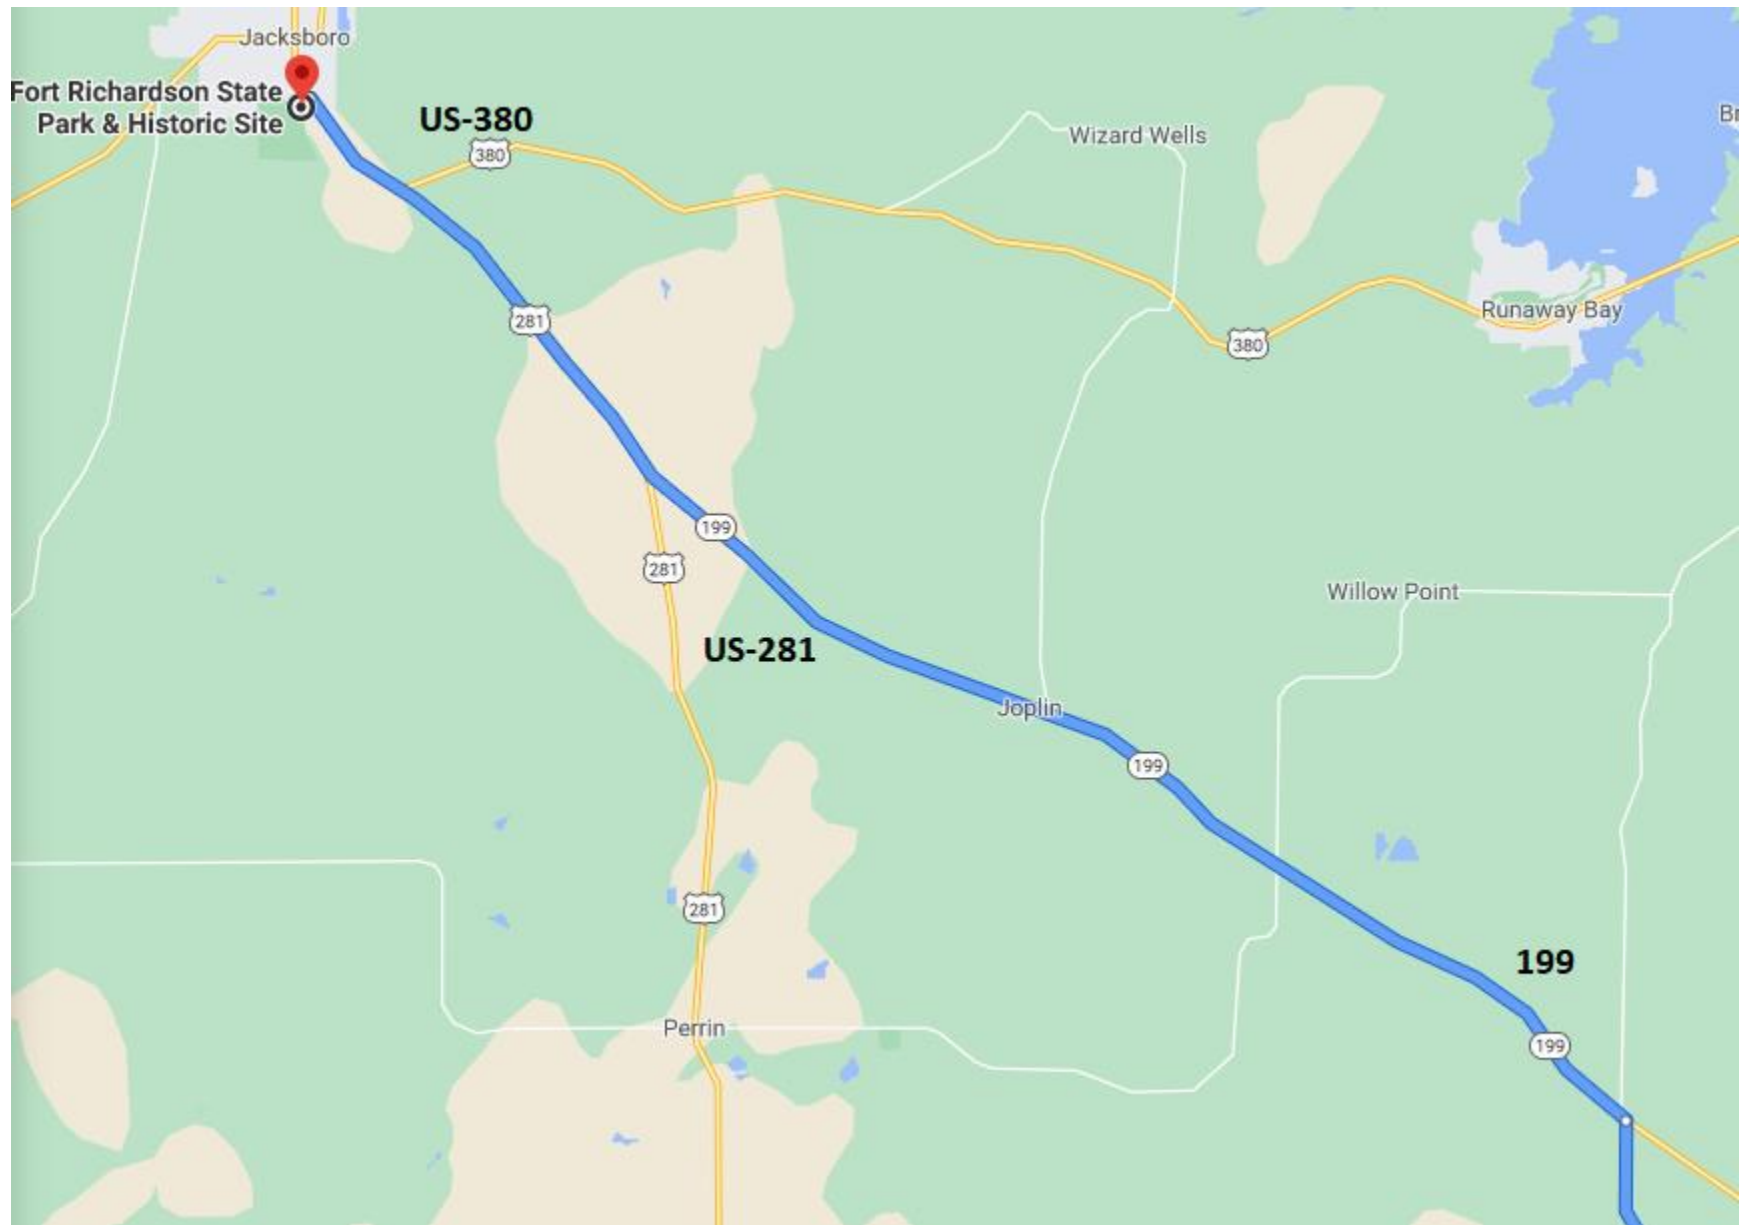 Jacksboro
Fort Richardson State
Park & Historic Site
US-380
380
Wizard Wells
Br
281
Runaway Bay
380
199
281
Willow Point
US-281
Joplin
199
281
199
Perrin
199